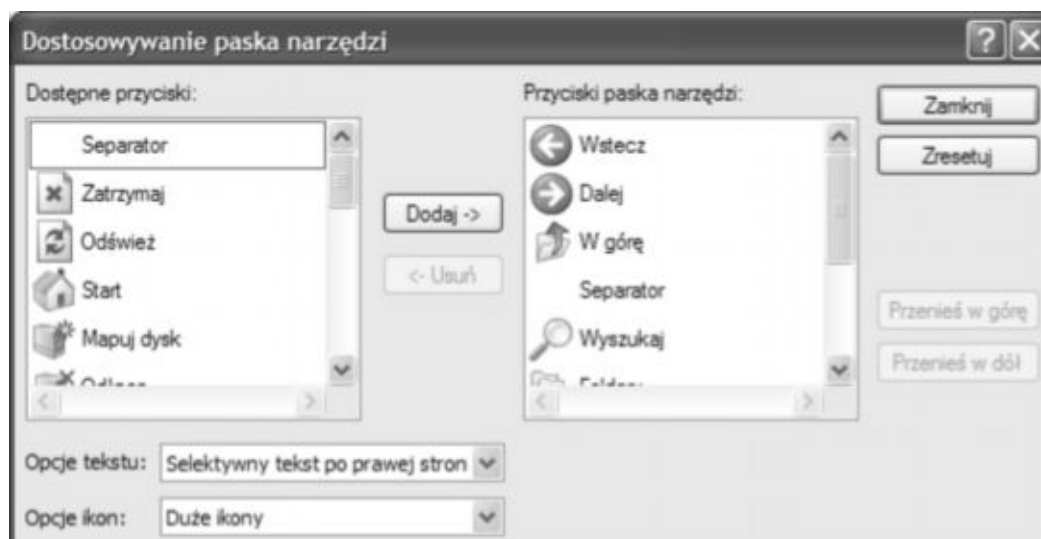 Dostosowywanie paska narzędzi
Dostępne przyciski:
Separator
Zatrzymaj
Odśwież
Start
Mapuj dysk
Dodaj ->
<- Usuń
Przyciski paska narzędzi:
Wstecz
Dalej
W górę
Separator
Wyszukaj
Foldery
Zamknij
Zresetuj
Przenieś w górę
Przenieś w dół
Opcje tekstu: Selektywny tekst po prawej stron
Opcje ikon: Duże ikony